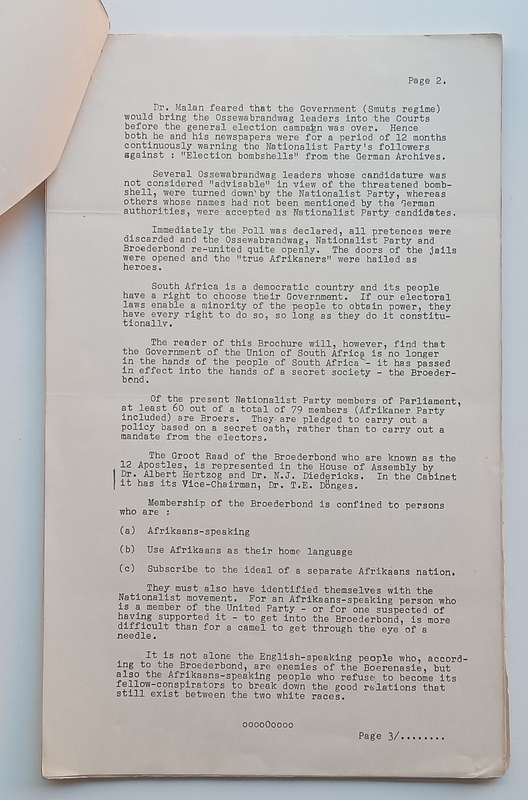 Page 2.
Dr. Malan feared that the Government (Smuts regime)
would bring the Ossewabrandwag leaders into the Courts
before the general election campaign was over. Hence
both he and his newspapers were for a period of 12 months
continuously warning the Nationalist Party's followers
against : "Election bombshells" from the German Archives.
Several Ossewabrandwag leaders whose candidature was
not considered "advisable" in view of the threatened bomb-
shell, were turned down by the Nationalist Party, whereas
others whose names had not been mentioned by the German
authorities, were accepted as Nationalist Party candidates.
Immediately the Poll was declared, all pretences were
discarded and the Ossewabrandwag, Nationalist Party and
Broederbond re-united quite openly. The doors of the jails
were opened and the "true Afrikaners" were hailed as
heroes.
South Africa is a democratic country and its people
have a right to choose their Government. If our electoral
laws enable a minority of the people to obtain power, they
have every right to do so, so long as they do it constitu-
tionally.
The reader of this Brochure will, however, find that
the Government of the Union of South Africa is no longer
in the hands of the people of South Africa - it has passed
in effect into the hands of a secret society - the Broeder-
bond.
Of the present Nationalist Party members of Parliament,
at least 60 out of a total of 79 members (Afrikaner Party
included) are Broers. They are pledged to carry out a
policy based on a secret oath, rather than to carry out a
mandate from the electors.
The Groot Raad of the Broederbond who are known as the
12 Apostles, is represented in the House of Assembly by
Dr. Albert Hertzog and Dr. N.J. Diedericks. In the Cabinet
it has its Vice-Chairman, Dr. T.E. Dönges.
Membership of the Broederbond is confined to persons
who are :
(a) Afrikaans-speaking
(b) Use Afrikaans as their home language
(c) Subscribe to the ideal of a separate Afrikaans nation.
They must also have identified themselves with the
Nationalist movement. For an Afrikaans-speaking person who
is a member of the United Party - or for one suspected of
having supported it - to get into the Broederbond, is more
difficult than for a camel to get through the eye of a
needle.
It is not alone the English-speaking people who, accord-
ing to the Broederbond, are enemies of the Boerenasie, but
also the Afrikaans-speaking people who refuse to become its
fellow-conspirators to break down the good relations that
still exist between the two white races.
ooooOoooo
Page 3/........